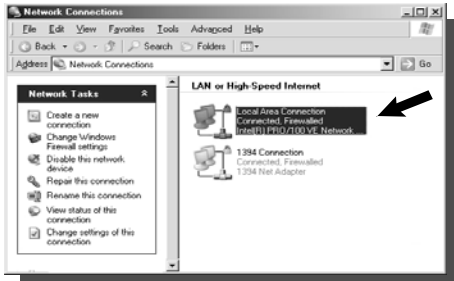 Network Connections
File Edit View Favorites Tools Advanced Help
Back Search Folders
Address Network Connections Go
Network Tasks
Create a new
connection
Change Windows
Firewall settings
Disable this network
device
Repair this connection
Rename this connection
View status of this
connection
Change settings of this
connection
LAN or High-Speed Internet
Local Area Connection
Connected, Firewalled
Intel(R) PRO/100 VE Network ...
1394 Connection
Connected, Firewalled
1394 Net Adapter